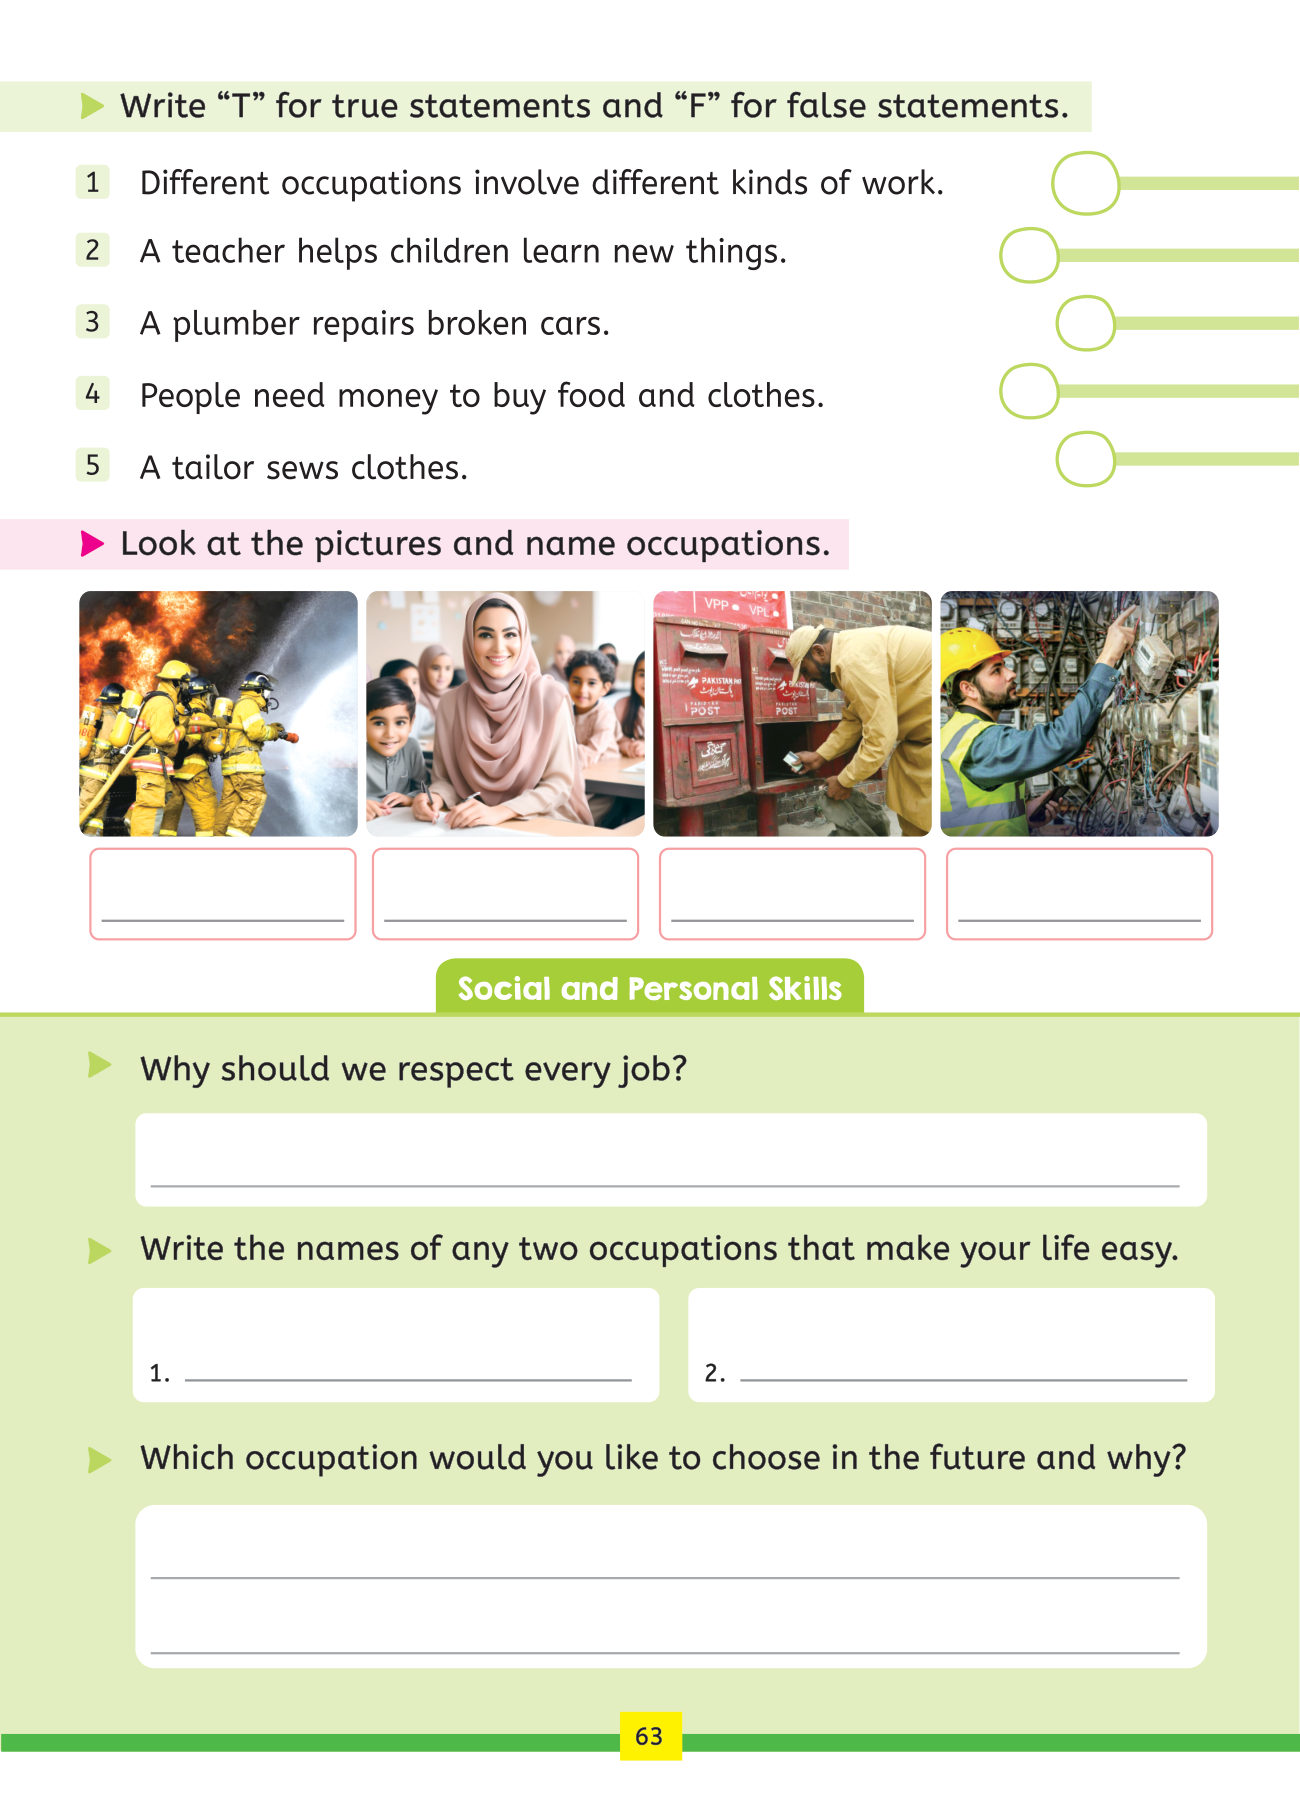 Write “T” for true statements and “F” for false statements.
1 Different occupations involve different kinds of work.
2 A teacher helps children learn new things.
3 A plumber repairs broken cars.
4 People need money to buy food and clothes.
5 A tailor sews clothes.
Look at the pictures and name occupations.
VPP VPL
PAKISTAN
پاکستان پوسٹ
POST
POST
Social and Personal Skills
Why should we respect every job?
Write the names of any two occupations that make your life easy.
1. 2.
Which occupation would you like to choose in the future and why?
63